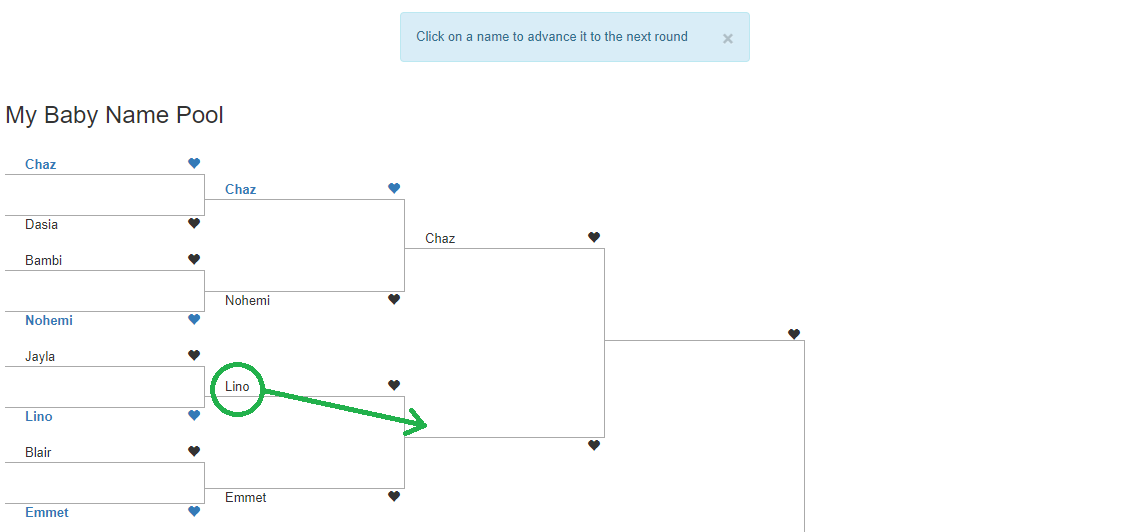 Click on a name to advance it to the next round ×
My Baby Name Pool
Chaz
Chaz
Dasia
Chaz
Bambi
Nohemi
Nohemi
Jayla
Lino
Lino
Blair
Emmet
Emmet